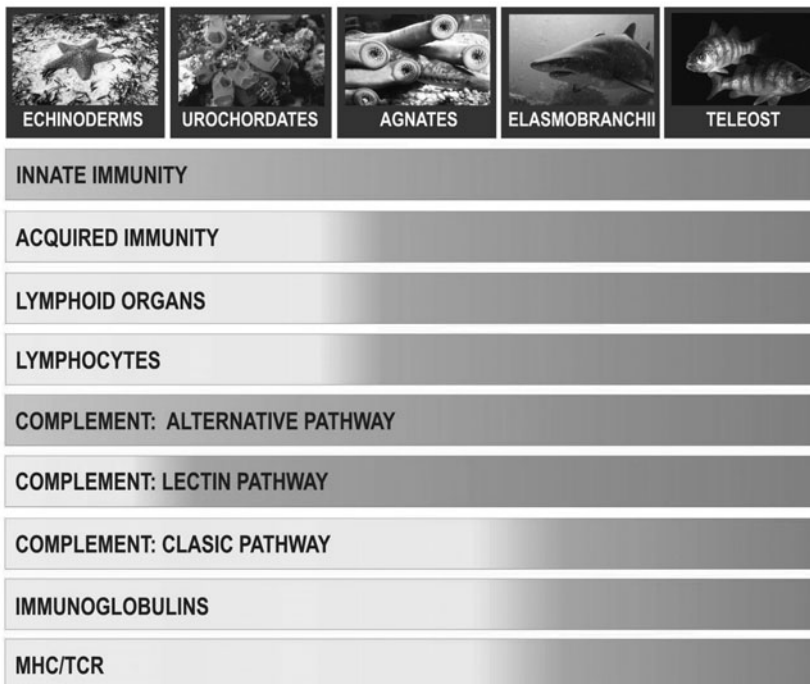 ECHINODERMS UROCHORDATES AGNATES ELASMOBRANCHII TELEOST
INNATE IMMUNITY
ACQUIRED IMMUNITY
LYMPHOID ORGANS
LYMPHOCYTES
COMPLEMENT: ALTERNATIVE PATHWAY
COMPLEMENT: LECTIN PATHWAY
COMPLEMENT: CLASIC PATHWAY
IMMUNOGLOBULINS
MHC/TCR